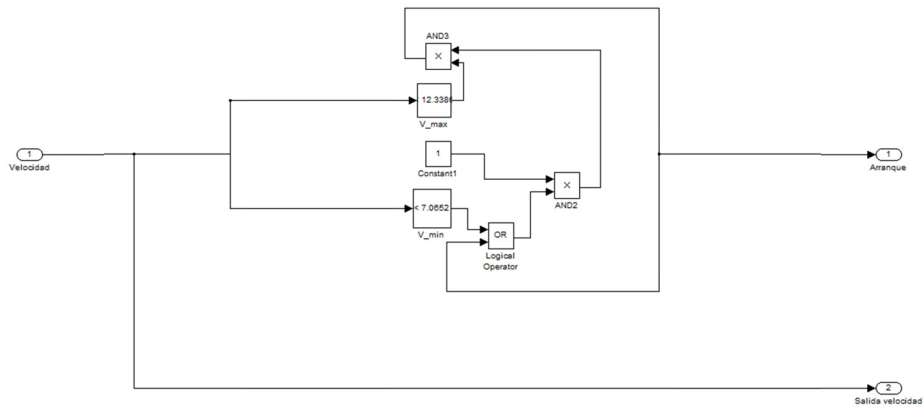 AND3
×
12.338
V_max
1
Velocidad
1
Constant1
1
Arranque
×
AND2
< 7.0652
V_min
OR
Logical
Operator
2
Salida velocidad